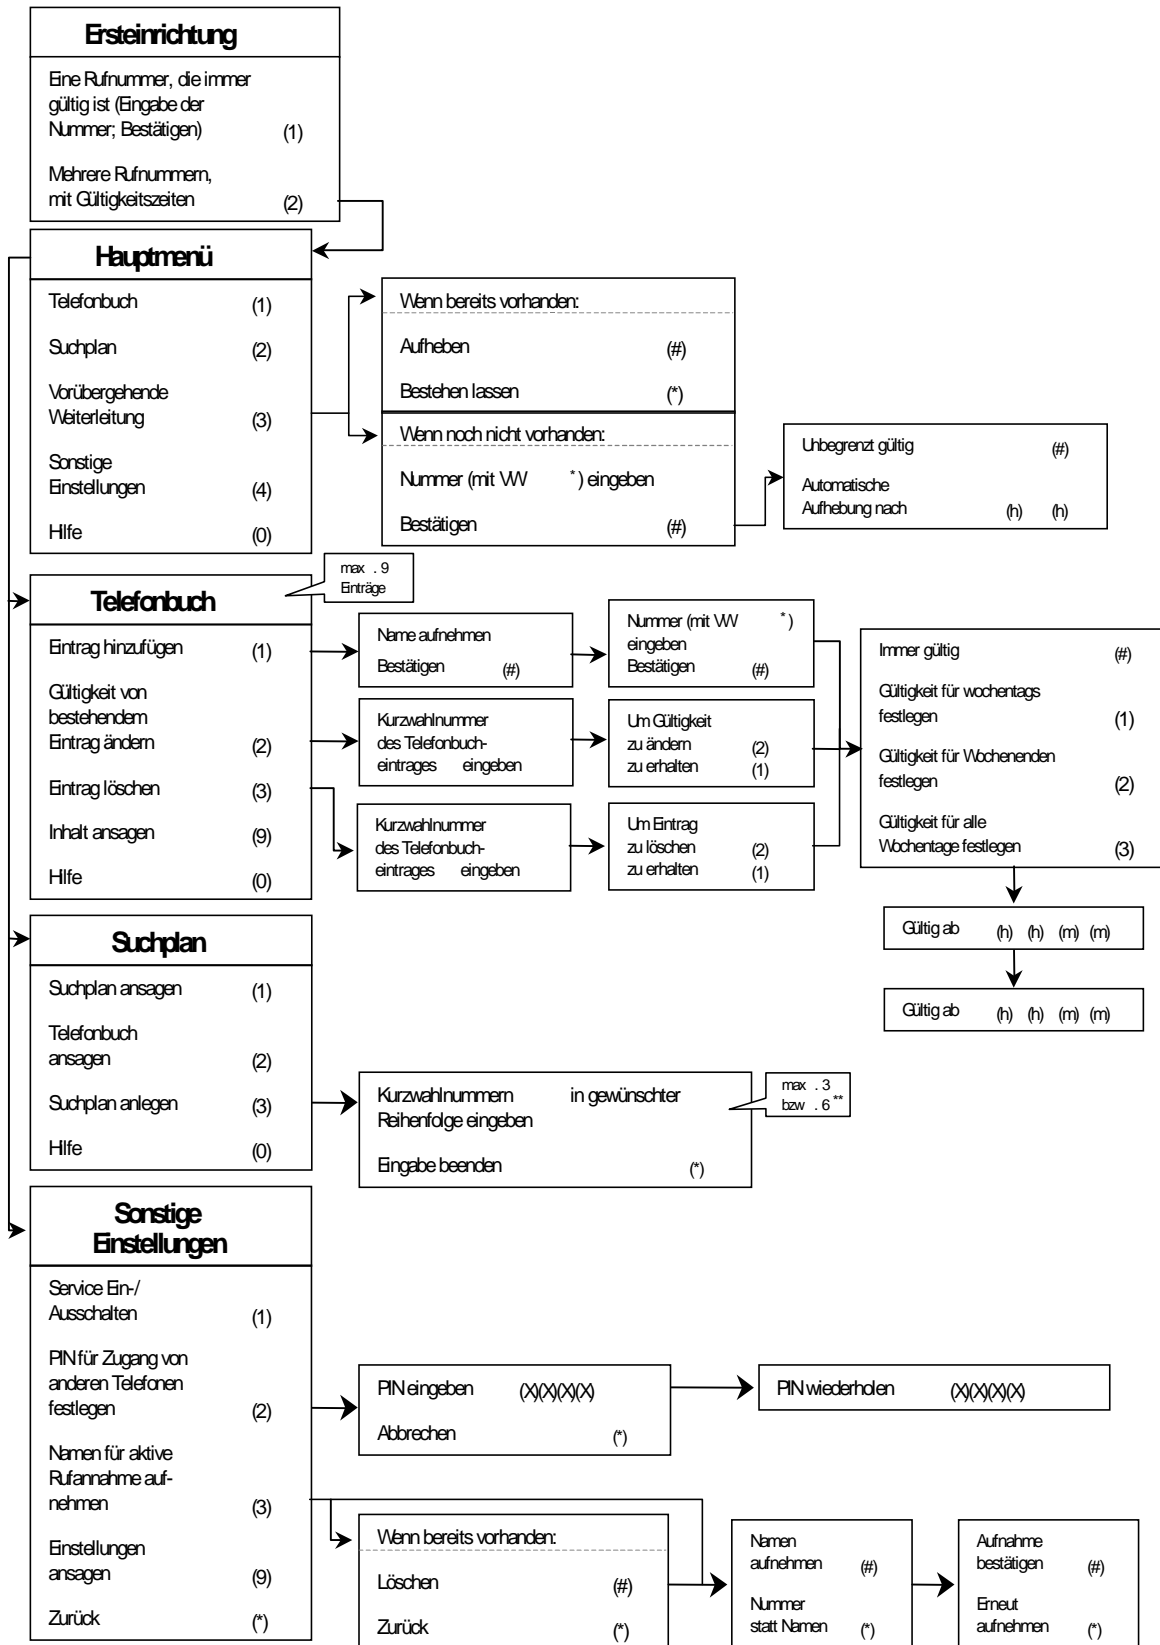 Ersteinrichtung
Eine Rufnummer, die immer
gültig ist (Eingabe der
Nummer; Bestätigen) (1)
Mehrere Rufnummern,
mit Gültigkeitszeiten (2)
Hauptmenü
Telefonbuch (1)
Suchplan (2)
Vorübergehende
Weiterleitung (3)
Sonstige
Einstellungen (4)
Hilfe (0)
Wenn bereits vorhanden:
Aufheben (#)
Bestehen lassen (*)
Wenn noch nicht vorhanden:
Nummer (mit VW *) eingeben
Bestätigen (#)
Unbegrenzt gültig (#)
Automatische
Aufhebung nach (h) (h)
max . 9
Einträge
Telefonbuch
Eintrag hinzufügen (1)
Gültigkeit von
bestehendem
Eintrag ändern (2)
Eintrag löschen (3)
Inhalt ansagen (9)
Hilfe (0)
Name aufnehmen
Bestätigen (#)
Nummer (mit VW *)
eingeben
Bestätigen (#)
Kurzwahlnummer
des Telefonbuch-
eintrages eingeben
Um Gültigkeit
zu ändern (2)
zu erhalten (1)
Kurzwahlnummer
des Telefonbuch-
eintrages eingeben
Um Eintrag
zu löschen (2)
zu erhalten (1)
Immer gültig (#)
Gültigkeit für wochentags
festlegen (1)
Gültigkeit für Wochenenden
festlegen (2)
Gültigkeit für alle
Wochentage festlegen (3)
Gültig ab (h) (h) (m) (m)
Gültig ab (h) (h) (m) (m)
Suchplan
Suchplan ansagen (1)
Telefonbuch
ansagen (2)
Suchplan anlegen (3)
Hilfe (0)
Kurzwahlnummern in gewünschter
Reihenfolge eingeben
Eingabe beenden (*)
max . 3
bzw . 6 **
Sonstige
Einstellungen
Service Ein-/
Ausschalten (1)
PIN für Zugang von
anderen Telefonen
festlegen (2)
Namen für aktive
Rufannahme auf-
nehmen (3)
Einstellungen
ansagen (9)
Zurück (*)
PIN eingeben (X)(X)(X)(X)
Abbrechen (*)
PIN wiederholen (X)(X)(X)(X)
Wenn bereits vorhanden:
Löschen (#)
Zurück (*)
Namen
aufnehmen (#)
Nummer
statt Namen (*)
Aufnahme
bestätigen (#)
Erneut
aufnehmen (*)